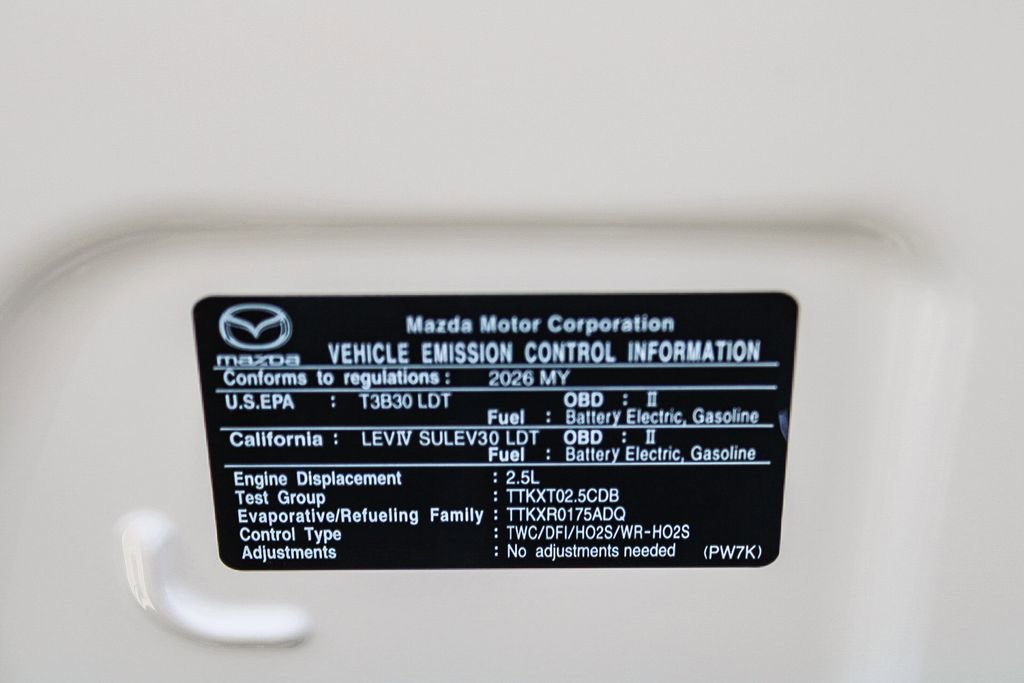 mazda
Mazda Motor Corporation
VEHICLE EMISSION CONTROL INFORMATION
Conforms to regulations : 2026 MY
U.S.EPA : T3B30 LDT OBD : Ⅱ
Fuel : Battery Electric, Gasoline
California : LEVⅣ SULEV30 LDT OBD : Ⅱ
Fuel : Battery Electric, Gasoline
Engine Displacement : 2.5L
Test Group : TTKXT02.5CDB
Evaporative/Refueling Family : TTKXR0175ADQ
Control Type : TWC/DFI/HO2S/WR-HO2S
Adjustments : No adjustments needed (PW7K)